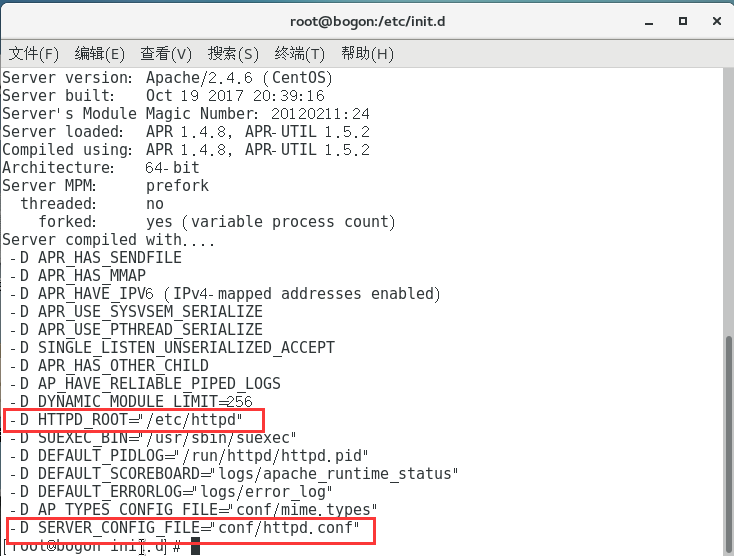 root@bogon:/etc/init.d
文件(F) 编辑(E) 查看(V) 搜索(S) 终端(T) 帮助(H)
Server version: Apache/2.4.6 (CentOS)
Server built: Oct 19 2017 20:39:16
Server's Module Magic Number: 20120211:24
Server loaded: APR 1.4.8, APR-UTIL 1.5.2
Compiled using: APR 1.4.8, APR-UTIL 1.5.2
Architecture: 64-bit
Server MPM: prefork
threaded: no
forked: yes (variable process count)
Server compiled with....
-D APR_HAS_SENDFILE
-D APR_HAS_MMAP
-D APR_HAVE_IPV6 (IPv4-mapped addresses enabled)
-D APR_USE_SYSVSEM_SERIALIZE
-D APR_USE_PTHREAD_SERIALIZE
-D SINGLE_LISTEN_UNSERIALIZED_ACCEPT
-D APR_HAS_OTHER_CHILD
-D AP_HAVE_RELIABLE_PIPED_LOGS
-D DYNAMIC_MODULE_LIMIT=256
-D HTTPD_ROOT="/etc/httpd"
-D SUEXEC_BIN="/usr/sbin/suexec"
-D DEFAULT_PIDLOG="/run/httpd/httpd.pid"
-D DEFAULT_SCOREBOARD="logs/apache_runtime_status"
-D DEFAULT_ERRORLOG="logs/error_log"
-D AP_TYPES_CONFIG_FILE="conf/mime.types"
-D SERVER_CONFIG_FILE="conf/httpd.conf"
[root@bogon init.d]#